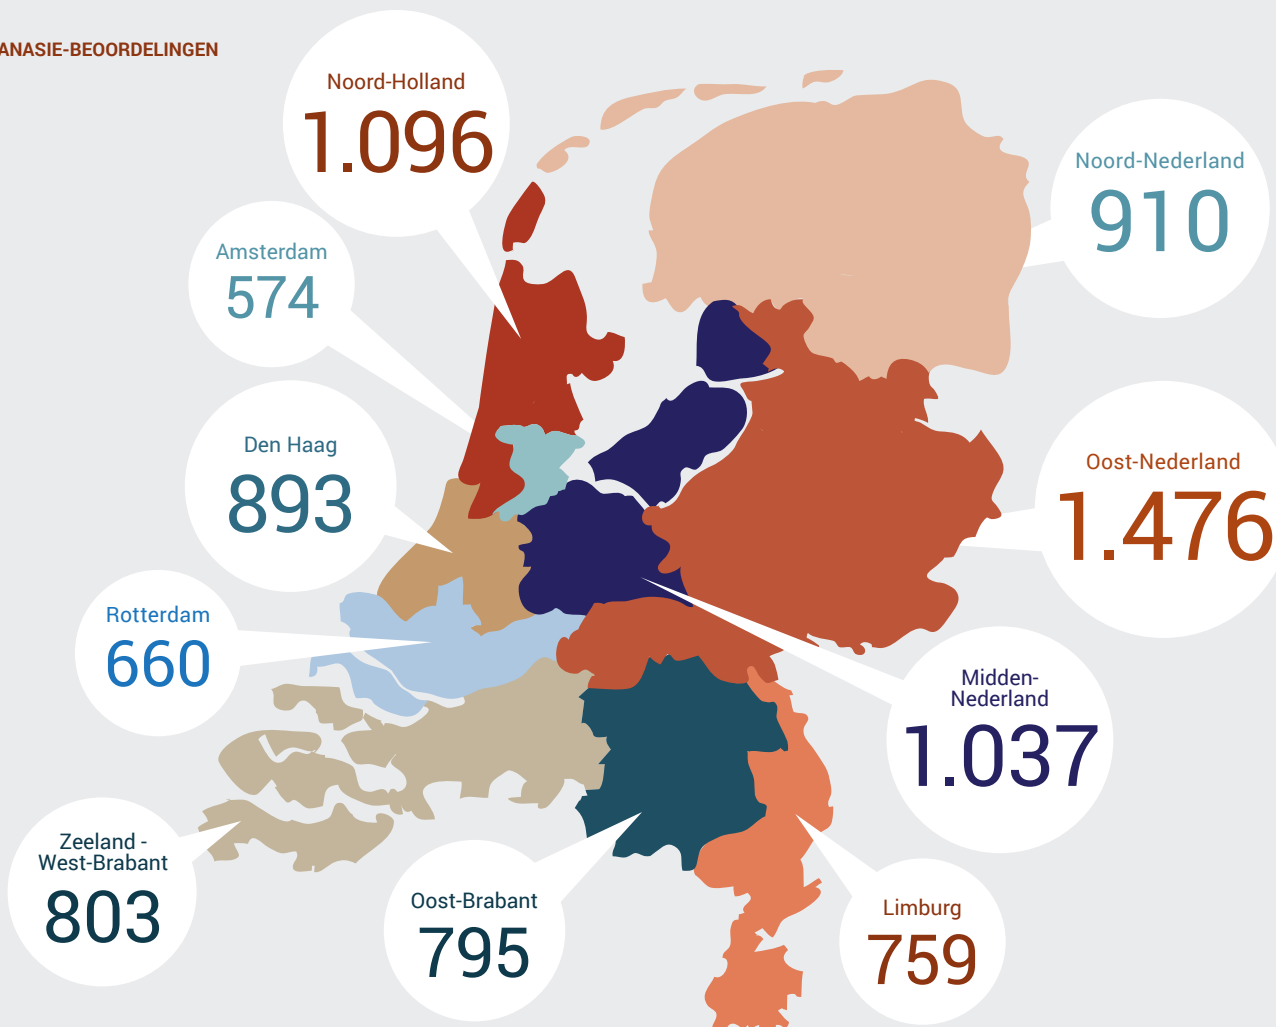 ANASIE-BEOORDELINGEN
Noord-Holland
1.096
Noord-Nederland
910
Amsterdam
574
Den Haag
893
Oost-Nederland
1.476
Rotterdam
660
Midden-
Nederland
1.037
Zeeland -
West-Brabant
803
Oost-Brabant
795
Limburg
759